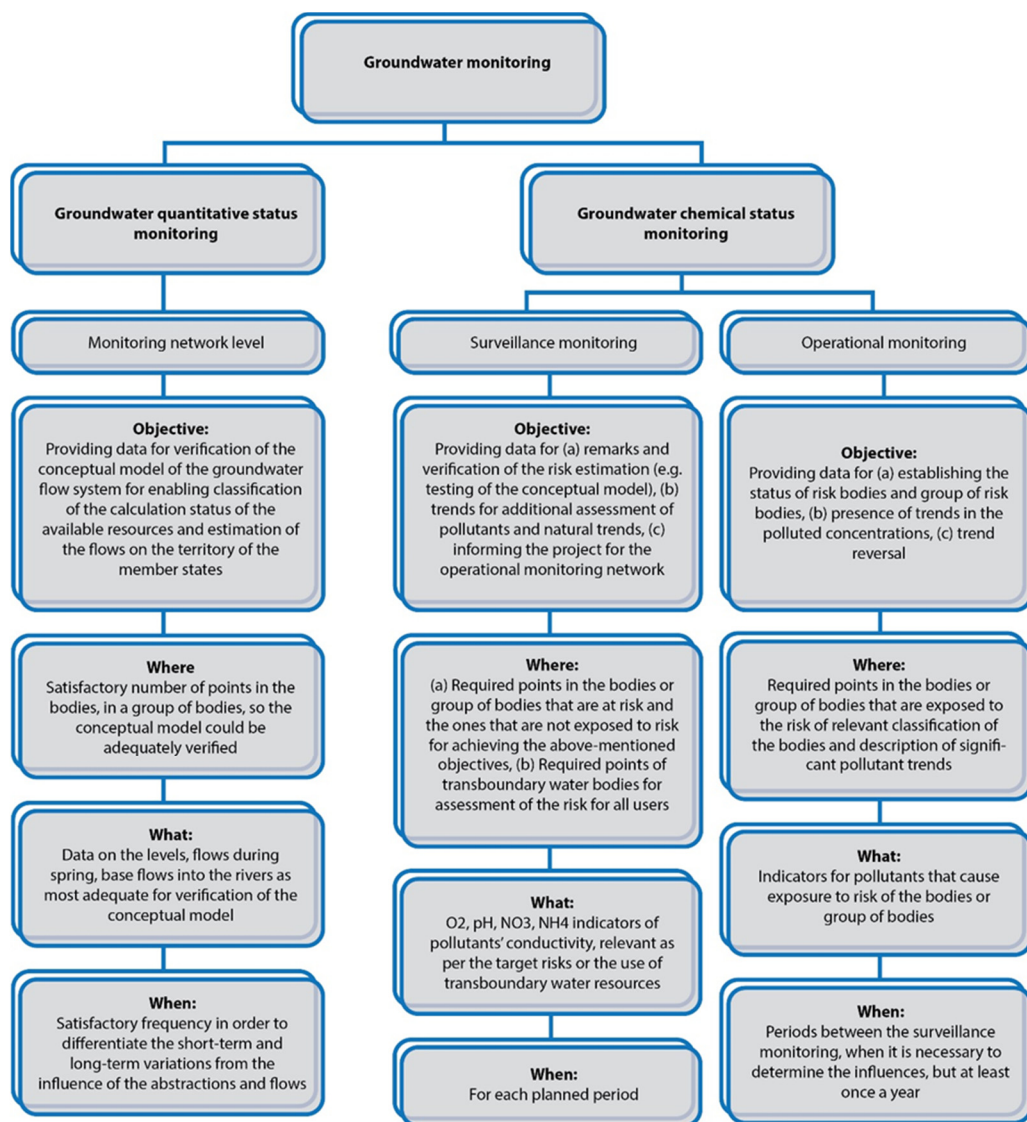 Groundwater monitoring
Groundwater quantitative status
monitoring
Groundwater chemical status
monitoring
Monitoring network level
Surveillance monitoring
Operational monitoring
Objective:
Providing data for verification of the
conceptual model of the groundwater
flow system for enabling classification
of the calculation status of the
available resources and estimation of
the flows on the territory of the
member states
Objective:
Providing data for (a) remarks and
verification of the risk estimation (e.g.
testing of the conceptual model), (b)
trends for additional assessment of
pollutants and natural trends, (c)
informing the project for the
operational monitoring network
Objective:
Providing data for (a) establishing the
status of risk bodies and group of risk
bodies, (b) presence of trends in the
polluted concentrations, (c) trend
reversal
Where
Satisfactory number of points in the
bodies, in a group of bodies, so the
conceptual model could be
adequately verified
Where:
(a) Required points in the bodies or
group of bodies that are at risk and
the ones that are not exposed to risk
for achieving the above-mentioned
objectives, (b) Required points of
transboundary water bodies for
assessment of the risk for all users
Where:
Required points in the bodies or
group of bodies that are exposed to
the risk of relevant classification of
the bodies and description of signifi-
cant pollutant trends
What:
Data on the levels, flows during
spring, base flows into the rivers as
most adequate for verification of the
conceptual model
What:
O2, pH, NO3, NH4 indicators of
pollutants' conductivity, relevant as
per the target risks or the use of
transboundary water resources
What:
Indicators for pollutants that cause
exposure to risk of the bodies or
group of bodies
When:
Satisfactory frequency in order to
differentiate the short-term and
long-term variations from the
influence of the abstractions and flows
When:
For each planned period
When:
Periods between the surveillance
monitoring, when it is necessary to
determine the influences, but at least
once a year